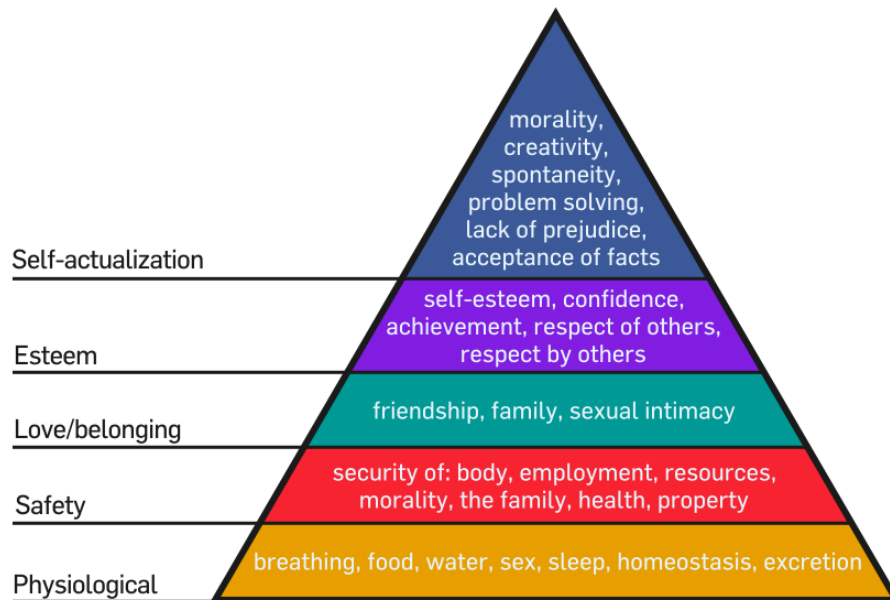 morality,
creativity,
spontaneity,
problem solving,
lack of prejudice,
acceptance of facts
Self-actualization
self-esteem, confidence,
achievement, respect of others,
respect by others
Esteem
friendship, family, sexual intimacy
Love/belonging
security of: body, employment, resources,
morality, the family, health, property
Safety
breathing, food, water, sex, sleep, homeostasis, excretion
Physiological